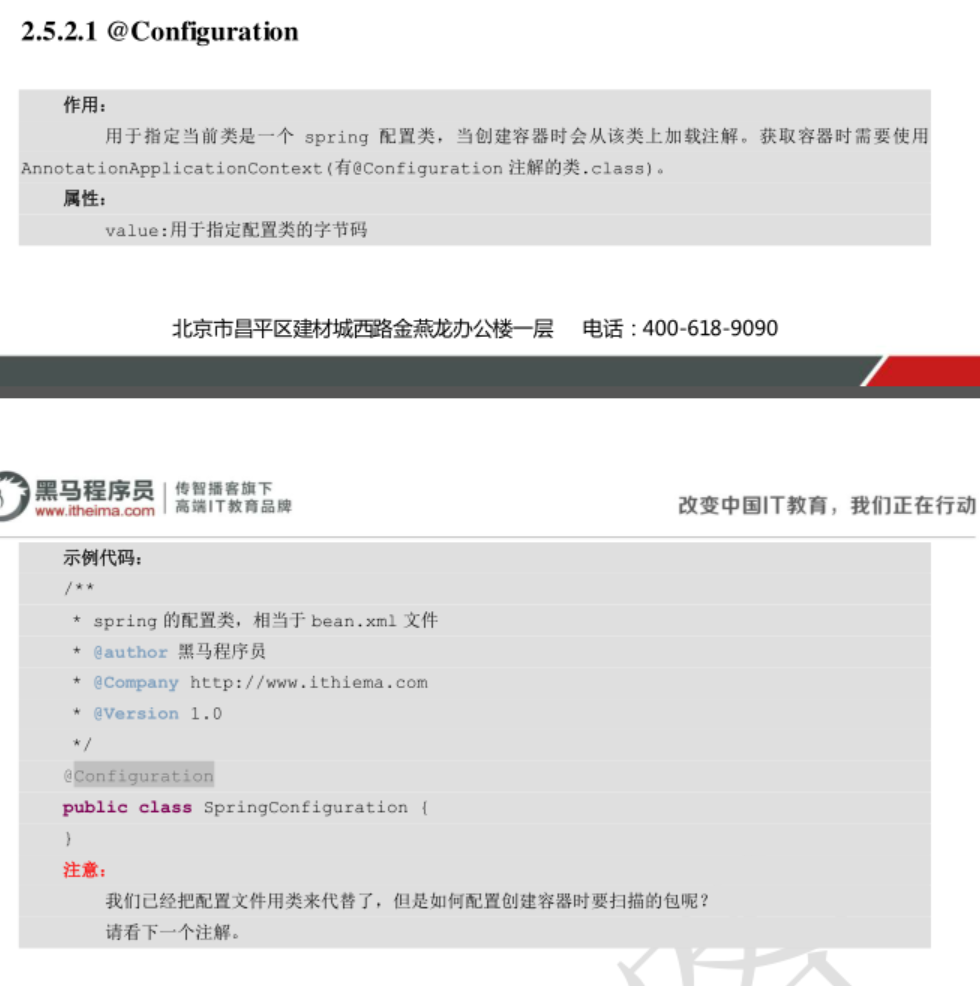 2.5.2.1 @Configuration
作用：
用于指定当前类是一个 spring 配置类，当创建容器时会从该类上加载注解。获取容器时需要使用
AnnotationApplicationContext(有@Configuration 注解的类.class)。
属性：
value:用于指定配置类的字节码
北京市昌平区建材城西路金燕龙办公楼一层 电话：400-618-9090
黑马程序员
www.itheima.com
传智播客旗下
高端IT教育品牌
改变中国IT教育，我们正在行动
示例代码：
/**
* spring 的配置类，相当于 bean.xml 文件
* @author 黑马程序员
* @Company http://www.ithiema.com
* @Version 1.0
*/
@Configuration
public class SpringConfiguration {
}
注意：
我们已经把配置文件用类来代替了，但是如何配置创建容器时要扫描的包呢？
请看下一个注解。